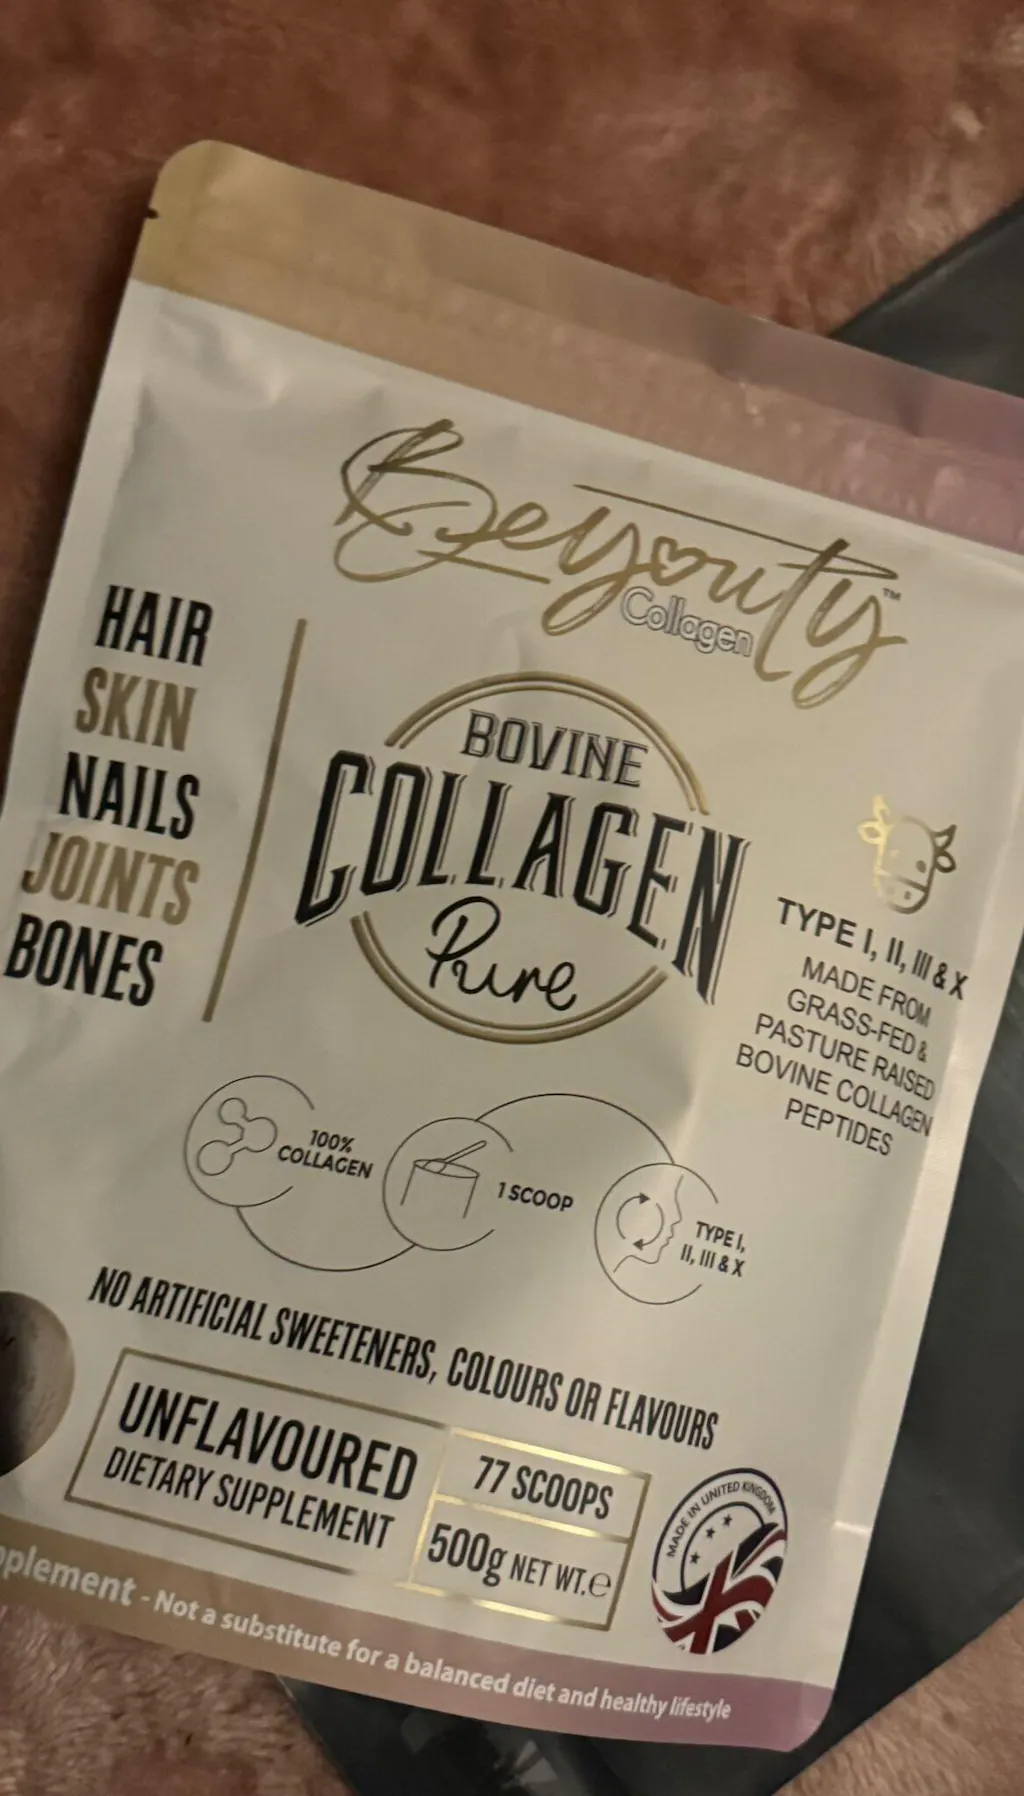 Beyouty™
Collagen
HAIR
SKIN
NAILS
JOINTS
BONES
BOVINE
COLLAGEN
Pure
TYPE I, II, III & X
MADE FROM
GRASS-FED &
PASTURE RAISED
BOVINE COLLAGEN
PEPTIDES
100%
COLLAGEN
1 SCOOP
TYPE I,
II, III & X
NO ARTIFICIAL SWEETENERS, COLOURS OR FLAVOURS
UNFLAVOURED
DIETARY SUPPLEMENT
77 SCOOPS
500g NET WT.℮
MADE IN UNITED KINGDOM
pplement - Not a substitute for a balanced diet and healthy lifestyle